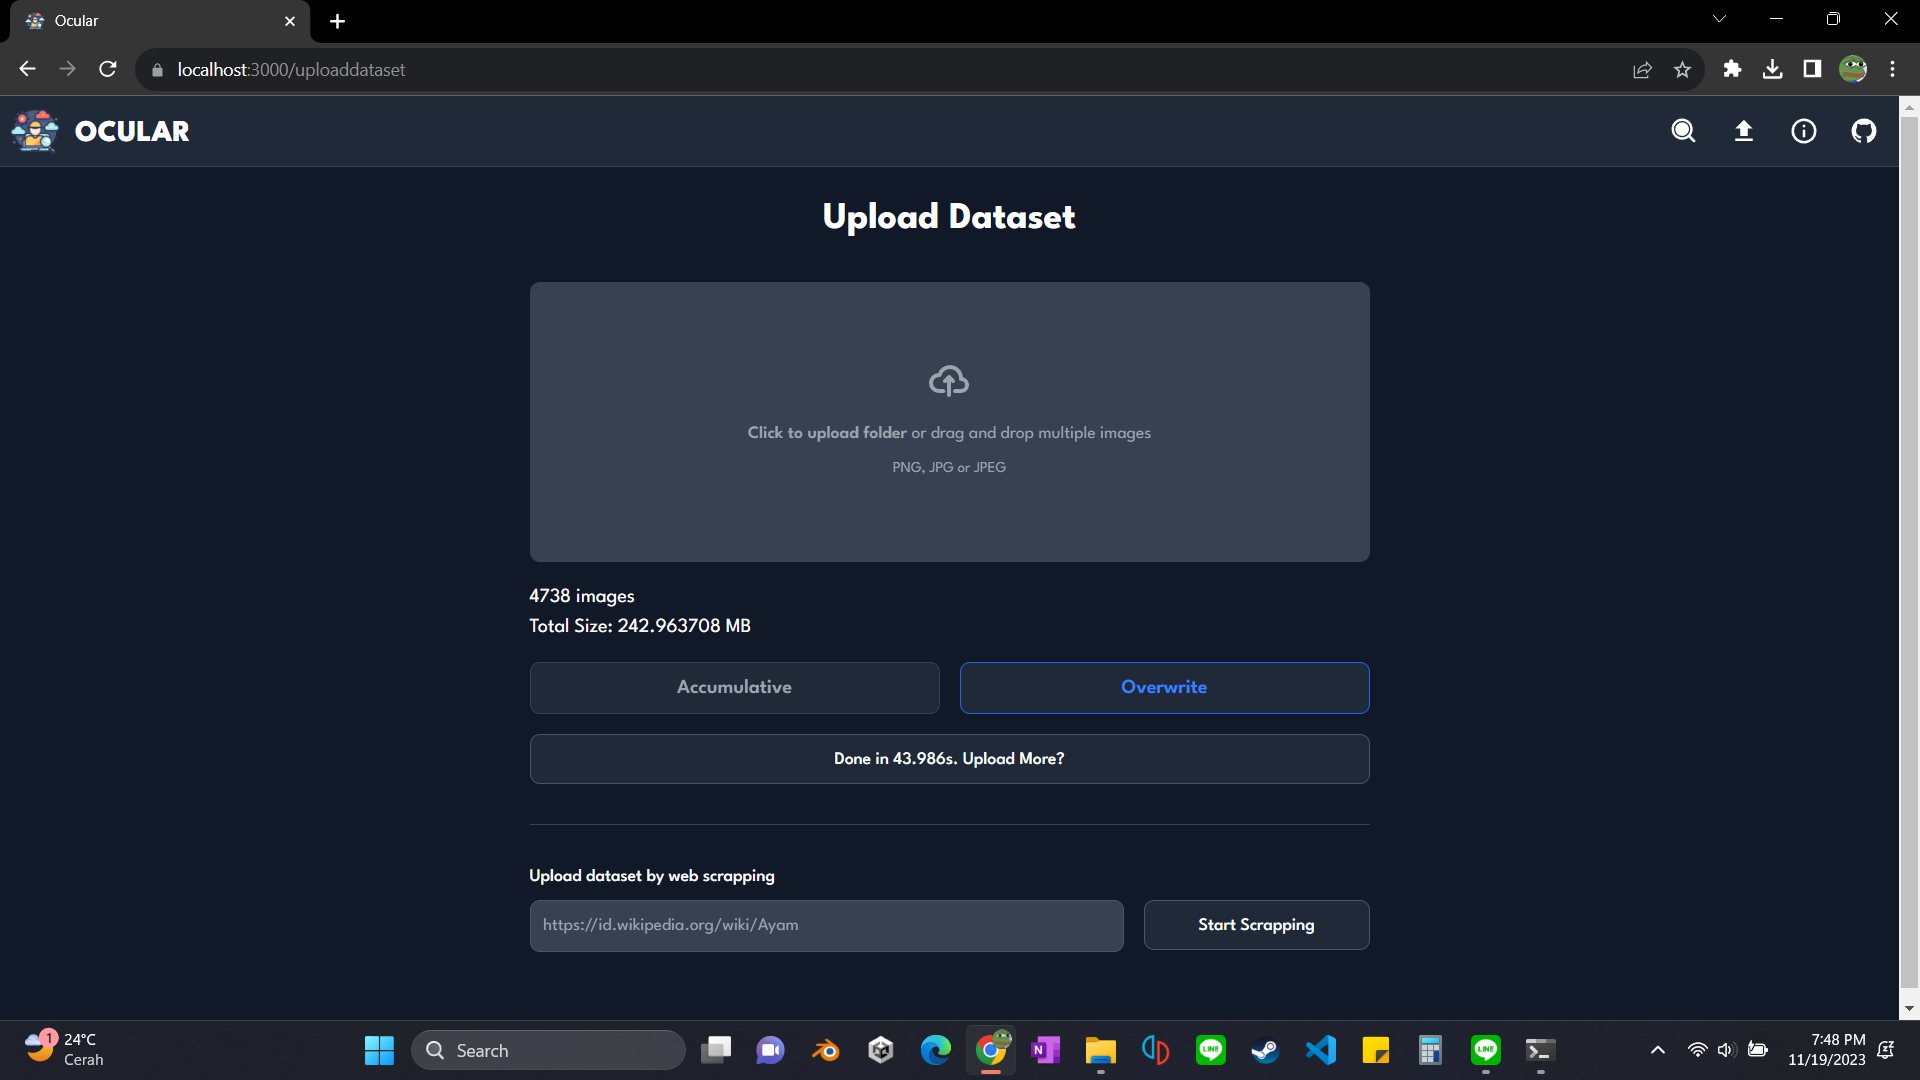 Ocular
localhost:3000/uploaddataset
OCULAR
Upload Dataset
Click to upload folder or drag and drop multiple images
PNG, JPG or JPEG
4738 images
Total Size: 242.963708 MB
Accumulative
Overwrite
Done in 43.986s. Upload More?
Upload dataset by web scrapping
https://id.wikipedia.org/wiki/Ayam
Start Scrapping
1
24°C
Cerah
Search
N
LINE
LINE
7:48 PM
11/19/2023